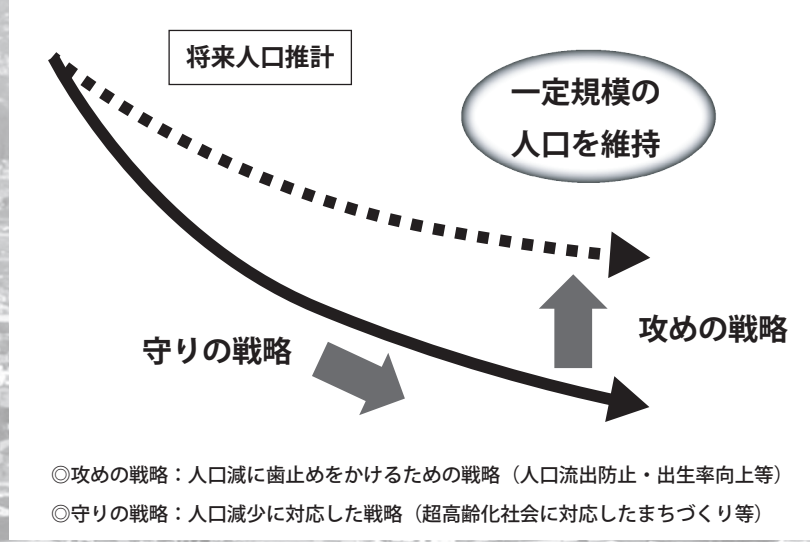 将来人口推計
一定規模の
人口を維持
守りの戦略
攻めの戦略
◎攻めの戦略：人口減に歯止めをかけるための戦略（人口流出防止・出生率向上等）
◎守りの戦略：人口減少に対応した戦略（超高齢化社会に対応したまちづくり等）